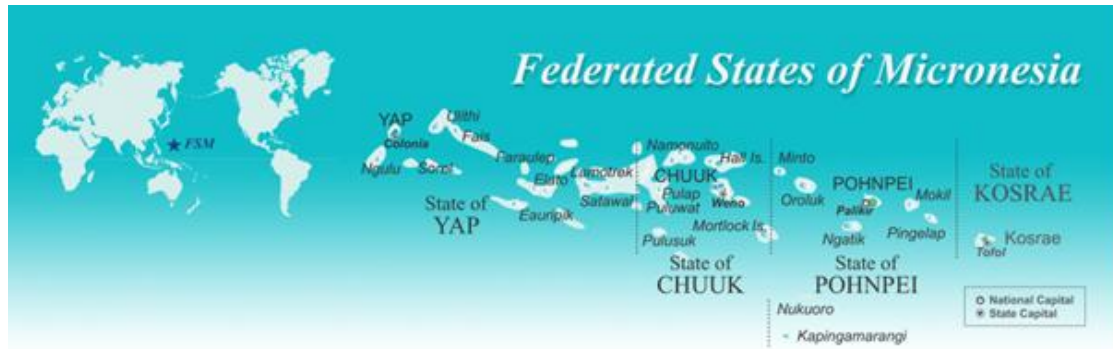 Federated States of Micronesia
FSM
YAP
Colonia
Ulithi
Fais
Ngulu
Sorol
Faraulep
Elato
Lamotrek
Satawal
Eauripik
State of
YAP
Namonuito
Hall Is.
CHUUK
Pulap
Puluwat
Weno
Mortlock Is.
Pulusuk
State of
CHUUK
Minto
Oroluk
POHNPEI
Palikir
Mokil
Ngatik
Pingelap
State of
POHNPEI
Nukuoro
Kapingamarangi
State of
KOSRAE
Kosrae
Tofol
National Capital
State Capital